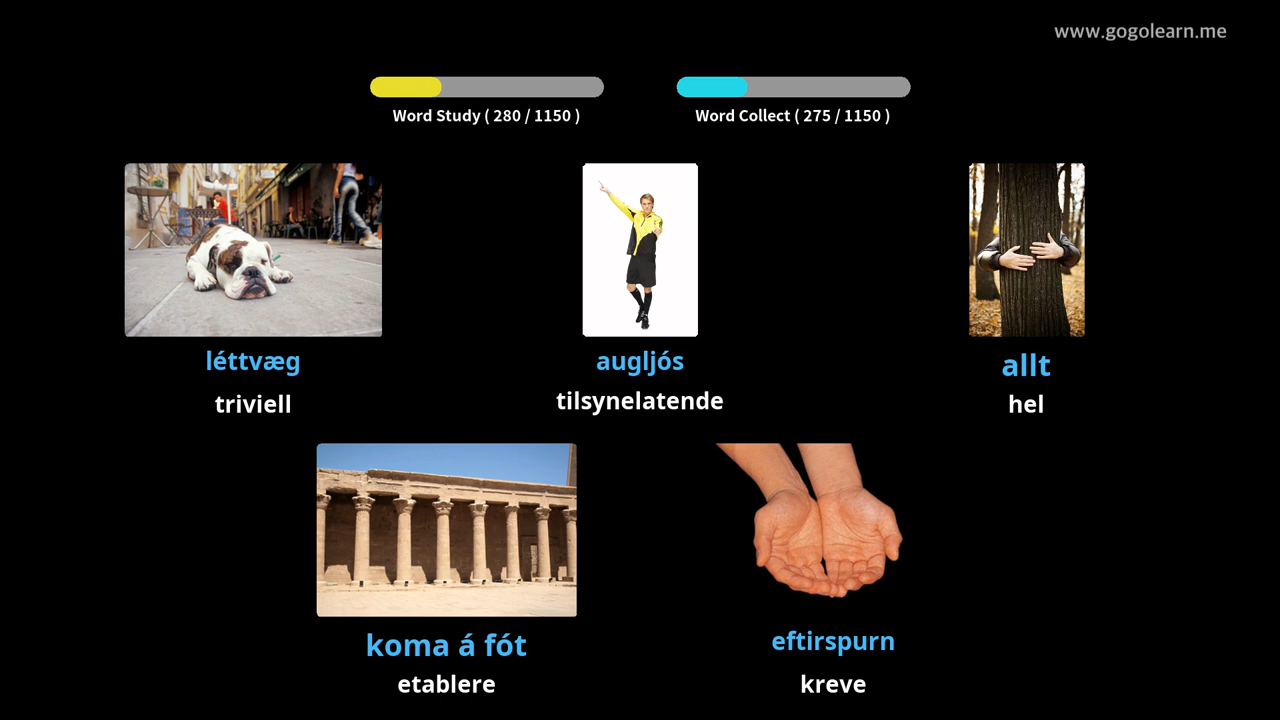 www.gogolearn.me
Word Study ( 280 / 1150 )
Word Collect ( 275 / 1150 )
léttvæg
augljós
allt
triviell
tilsynelatende
hel
koma á fót
eftirspurn
etablere
kreve